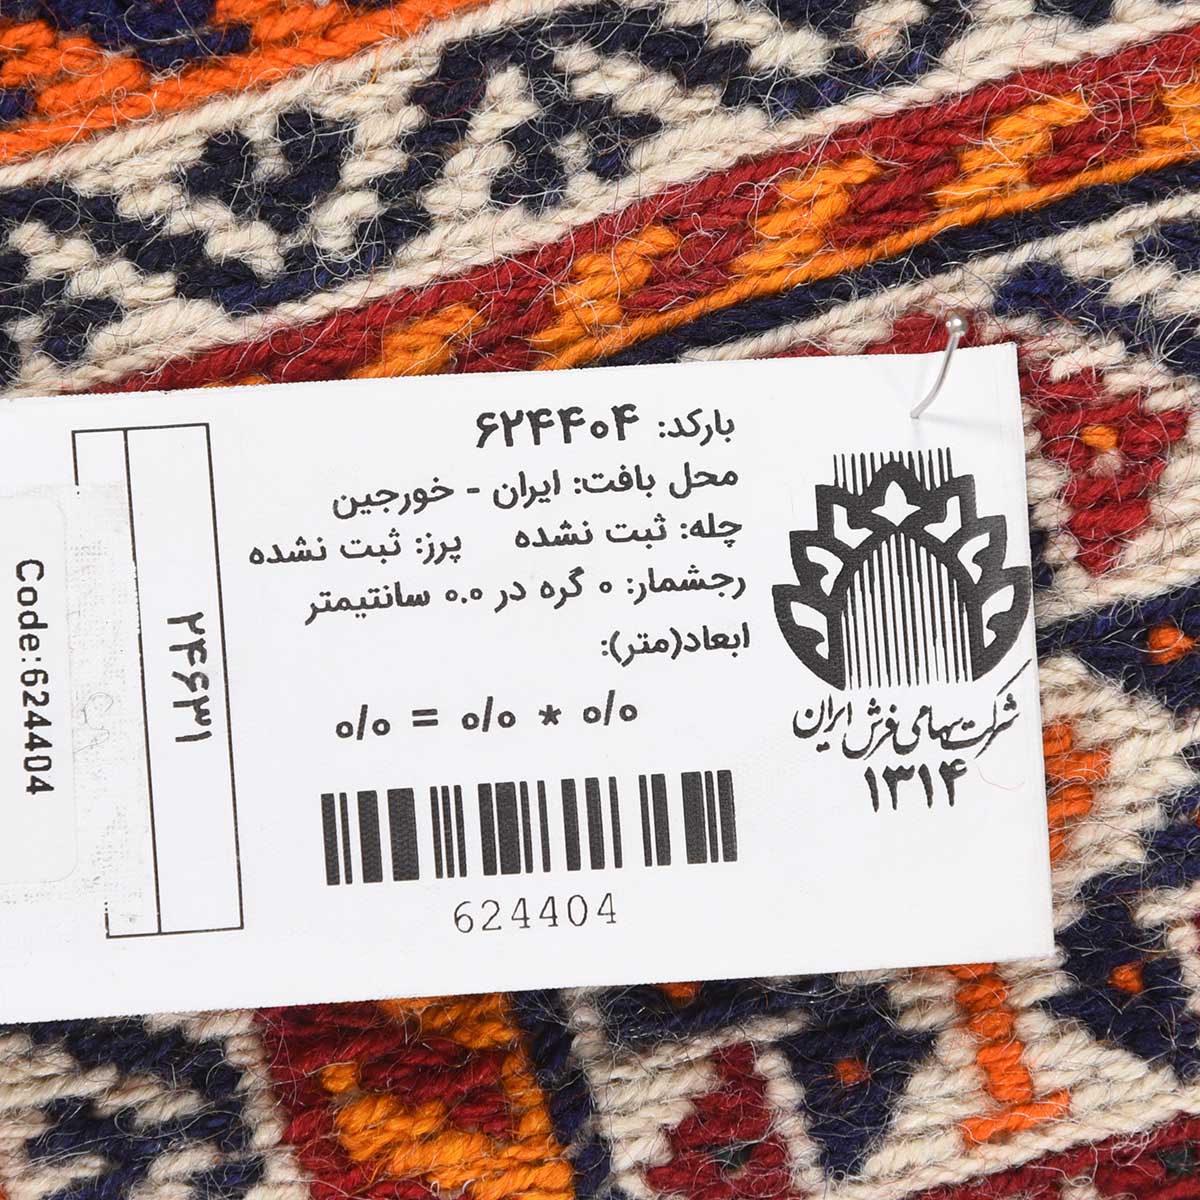 بارکد: ۶۲۴۴۰۴
محل بافت: ایران - خورجین
چله: ثبت نشده پرز: ثبت نشده
رجشمار: ۰ گره در ۰.۰ سانتیمتر
ابعاد(متر):
۰/۰ * ۰/۰ = ۰/۰
624404
شرکت سهامی فرش ایران
۱۳۱۴
۲۴۶۳۱
Code:624404